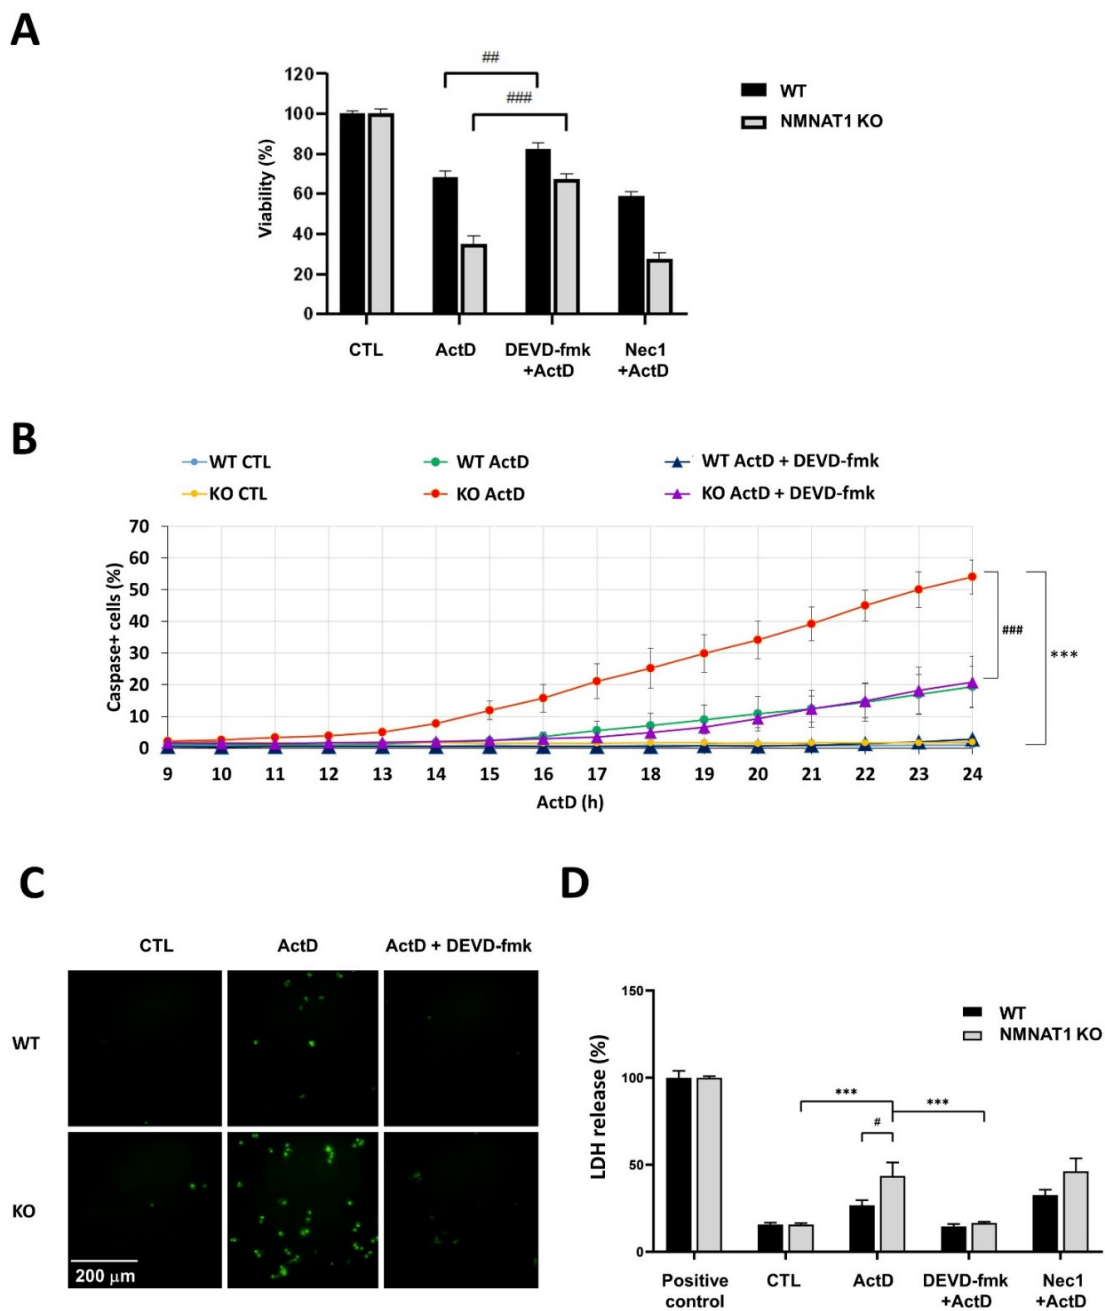 A
##
###
WT
NMNAT1 KO
120
100
80
60
40
20
0
Viability (%)
CTL
ActD
DEVD-fmk
+ActD
Nec1
+ActD
B
WT CTL
WT ActD
WT ActD + DEVD-fmk
KO CTL
KO ActD
KO ActD + DEVD-fmk
70
60
50
40
30
20
10
0
Caspase+ cells (%)
###
***
9 10 11 12 13 14 15 16 17 18 19 20 21 22 23 24
ActD (h)
C
CTL ActD ActD + DEVD-fmk
WT
KO
200 μm
D
WT
NMNAT1 KO
150
100
50
0
LDH release (%)
***
***
#
Positive
control
CTL
ActD
DEVD-fmk
+ActD
Nec1
+ActD